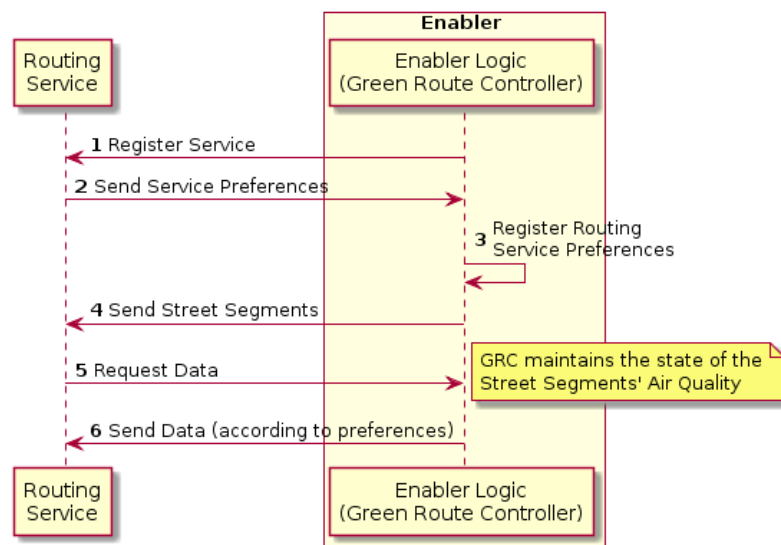 Enabler
Routing
Service
Enabler Logic
(Green Route Controller)
1 Register Service
2 Send Service Preferences
3 Register Routing
Service Preferences
4 Send Street Segments
GRC maintains the state of the
Street Segments' Air Quality
5 Request Data
6 Send Data (according to preferences)
Routing
Service
Enabler Logic
(Green Route Controller)